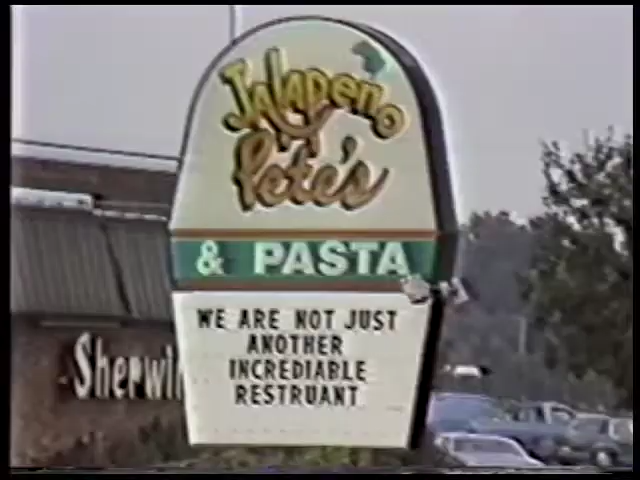 Jalapeno
Pete's
& PASTA
WE ARE NOT JUST
ANOTHER
INCREDIABLE
RESTRUANT
Sherwi